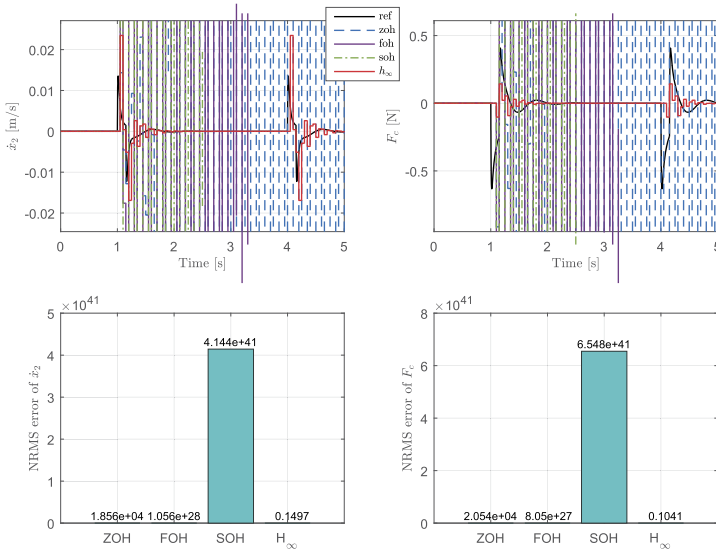 ref
zoh
foh
soh
h∞
0.02
0.01
0
-0.01
-0.02
ẋ₂ [m/s]
0 1 2 3 4 5
Time [s]
0.5
0
-0.5
F_c [N]
0 1 2 3 4 5
Time [s]
×10^41
5
4
3
2
1
0
NRMS error of ẋ₂
1.856e+04 1.056e+28 4.144e+41 0.1497
ZOH FOH SOH H∞
×10^41
8
6
4
2
0
NRMS error of F_c
2.054e+04 8.05e+27 6.548e+41 0.1041
ZOH FOH SOH H∞